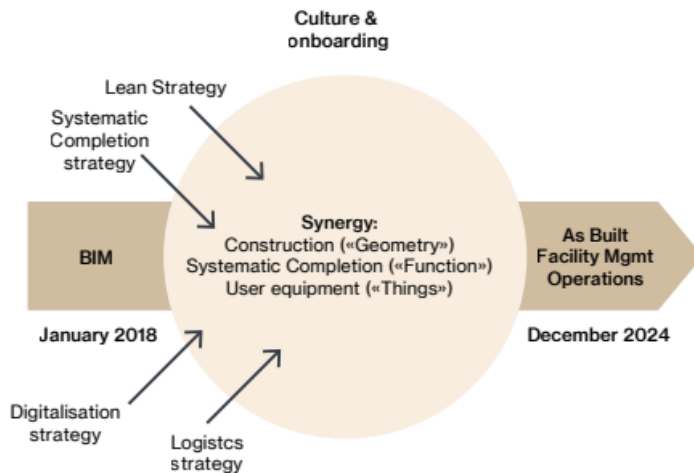 Culture &
onboarding
Lean Strategy
Systematic
Completion
strategy
BIM
Synergy:
Construction («Geometry»)
Systematic Completion («Function»)
User equipment («Things»)
As Built
Facility Mgmt
Operations
January 2018
December 2024
Digitalisation
strategy
Logistcs
strategy